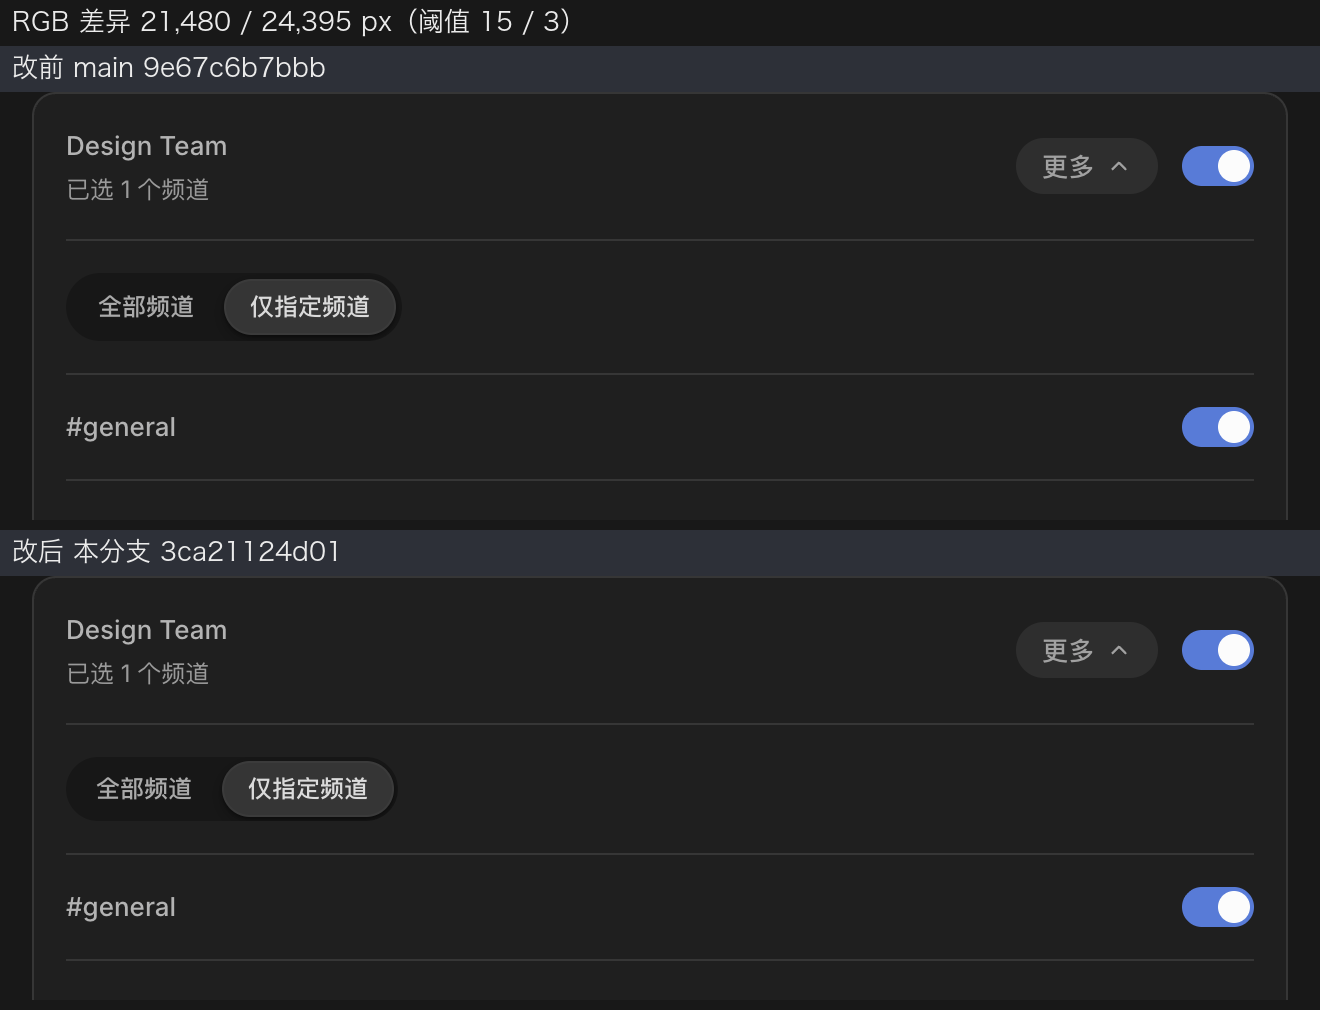 RGB 差异 21,480 / 24,395 px（阈值 15 / 3）
改前 main 9e67c6b7bbb
Design Team
更多
已选 1 个频道
全部频道 仅指定频道
#general
改后 本分支 3ca21124d01
Design Team
更多
已选 1 个频道
全部频道 仅指定频道
#general